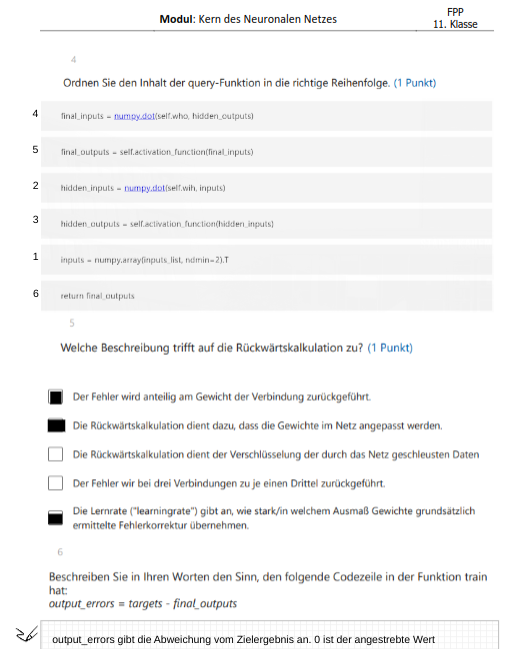 Modul: Kern des Neuronalen Netzes
FPP
11. Klasse
4
Ordnen Sie den Inhalt der query-Funktion in die richtige Reihenfolge. (1 Punkt)
4 final_inputs = numpy.dot(self.who, hidden_outputs)
5 final_outputs = self.activation_function(final_inputs)
2 hidden_inputs = numpy.dot(self.wih, inputs)
3 hidden_outputs = self.activation_function(hidden_inputs)
1 inputs = numpy.array(inputs_list, ndmin=2).T
6 return final_outputs
5
Welche Beschreibung trifft auf die Rückwärtskalkulation zu? (1 Punkt)
Der Fehler wird anteilig am Gewicht der Verbindung zurückgeführt.
Die Rückwärtskalkulation dient dazu, dass die Gewichte im Netz angepasst werden.
Die Rückwärtskalkulation dient der Verschlüsselung der durch das Netz geschleusten Daten
Der Fehler wir bei drei Verbindungen zu je einen Drittel zurückgeführt.
Die Lernrate ("learningrate") gibt an, wie stark/in welchem Ausmaß Gewichte grundsätzlich
ermittelte Fehlerkorrektur übernehmen.
6
Beschreiben Sie in Ihren Worten den Sinn, den folgende Codezeile in der Funktion train
hat:
output_errors = targets - final_outputs
output_errors gibt die Abweichung vom Zielergebnis an. 0 ist der angestrebte Wert